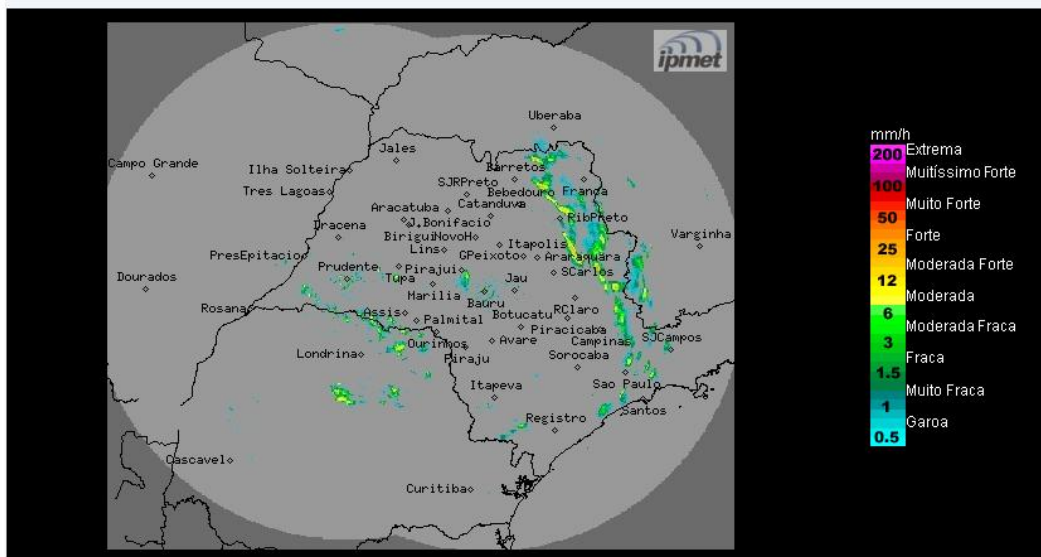 ipmet
Uberaba
Jales
Campo Grande
Ilha Solteira
Barretos
SJRPreto
Tres Lagoas
Bebedouro Franca
Catanduva
Aracatuba
J.Bonifacio
RibPreto
Dracena
BiriguiNovoH
Varginha
Itapolis
Lins
PresEpitacio
GPeixoto
Araraquara
Prudente
Pirajui
SCarlos
Dourados
Tupa
Jau
Marilia
Bauru
Rosana
Assis
Botucatu
RClaro
Palmital
Piracicaba
SJCampos
Ourinhos
Avare
Campinas
Londrina
Piraju
Sorocaba
Itapeva
Sao Paulo
Registro
Santos
Cascavel
Curitiba
mm/h
200 Extrema
Muitíssimo Forte
100
Muito Forte
50
Forte
25
Moderada Forte
12
Moderada
6
Moderada Fraca
3
Fraca
1.5
Muito Fraca
1
Garoa
0.5